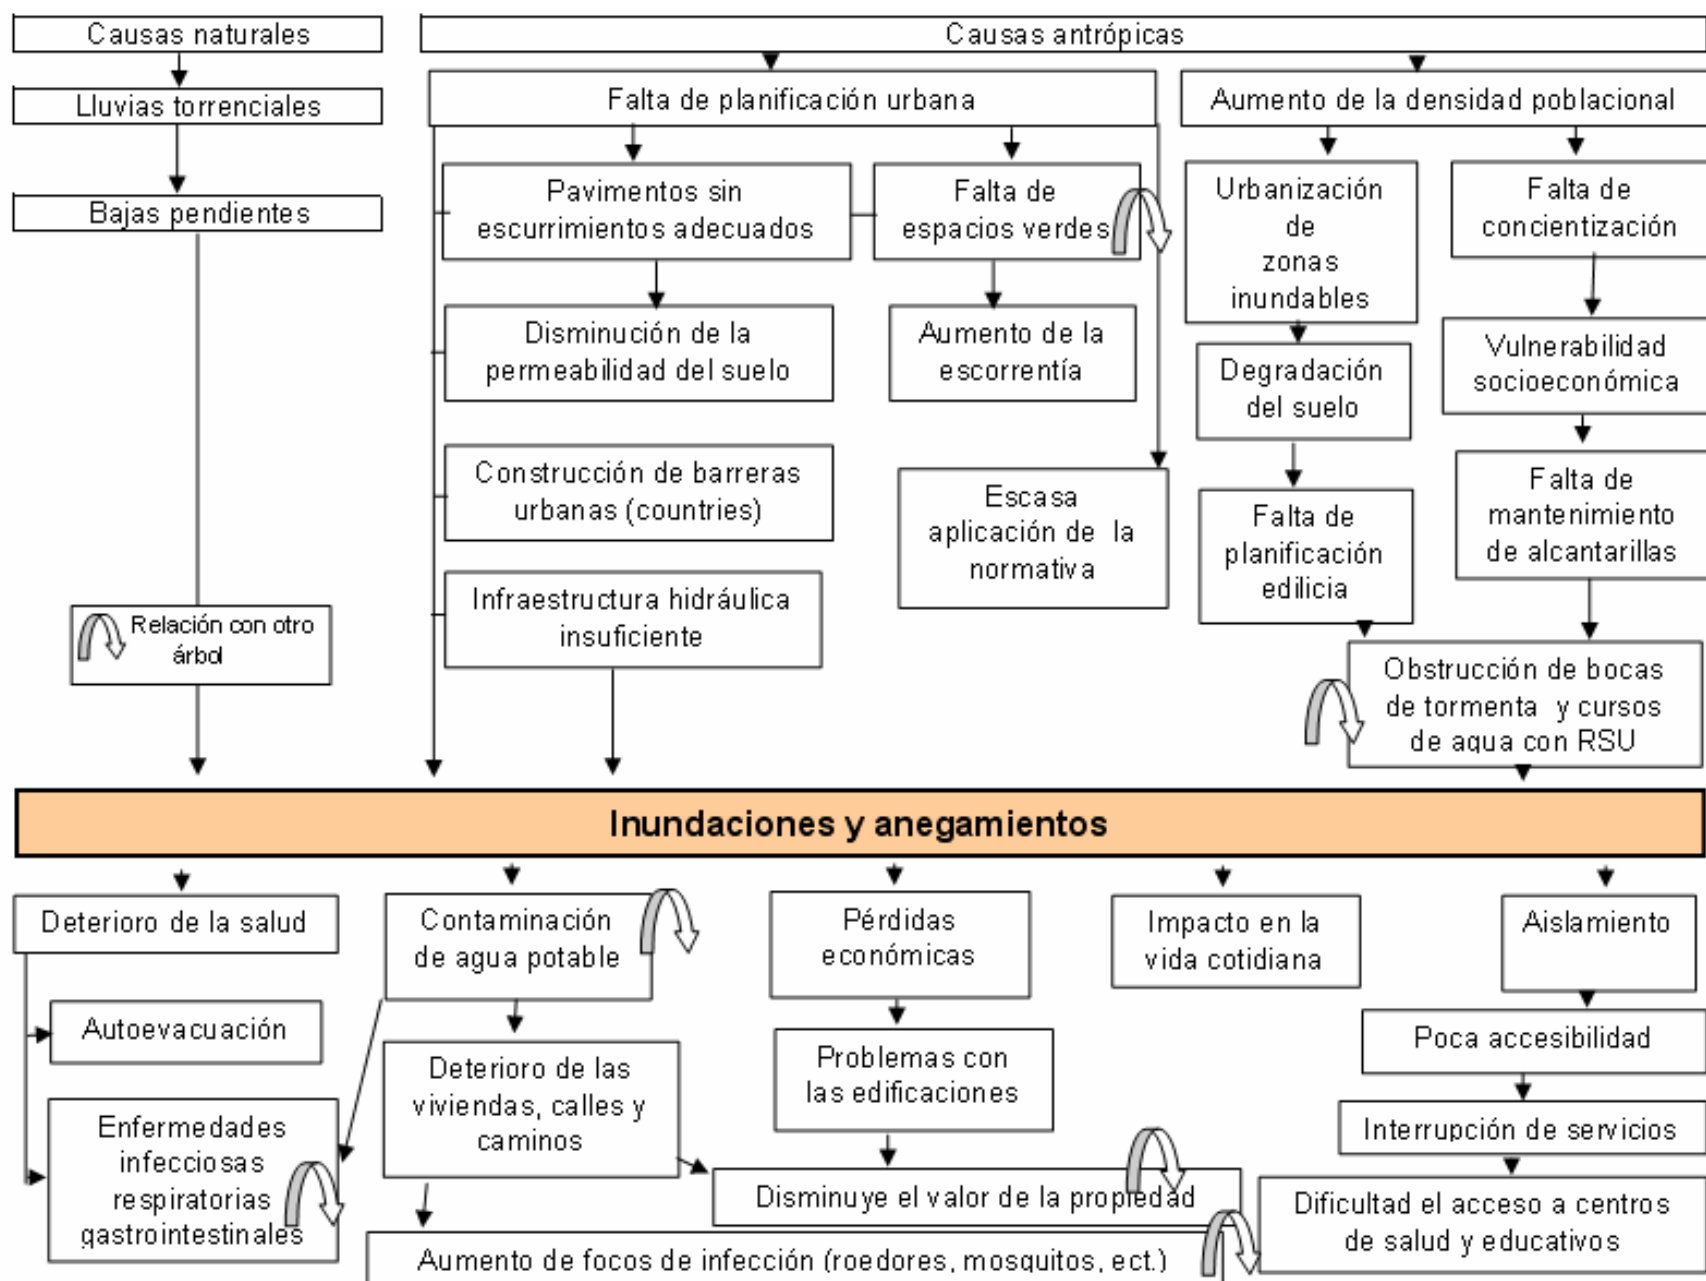 Causas naturales
Causas antrópicas
Lluvias torrenciales
Falta de planificación urbana
Aumento de la densidad poblacional
Bajas pendientes
Pavimentos sin
escurrimientos adecuados
Falta de
espacios verdes
Urbanización
de
zonas
inundables
Falta de
concientización
Disminución de la
permeabilidad del suelo
Aumento de la
escorrentía
Degradación
del suelo
Vulnerabilidad
socioeconómica
Construcción de barreras
urbanas (countries)
Escasa
aplicación de la
normativa
Falta de
planificación
edilicia
Falta de
mantenimiento
de alcantarillas
Infraestructura hidráulica
insuficiente
Relación con otro
árbol
Obstrucción de bocas
de tormenta y cursos
de agua con RSU
Inundaciones y anegamientos
Deterioro de la salud
Contaminación
de agua potable
Pérdidas
económicas
Impacto en la
vida cotidiana
Aislamiento
Autoevacuación
Deterioro de las
viviendas, calles y
caminos
Problemas con
las edificaciones
Poca accesibilidad
Enfermedades
infecciosas
respiratorias
gastrointestinales
Interrupción de servicios
Disminuye el valor de la propiedad
Dificultad el acceso a centros
de salud y educativos
Aumento de focos de infección (roedores, mosquitos, ect.)